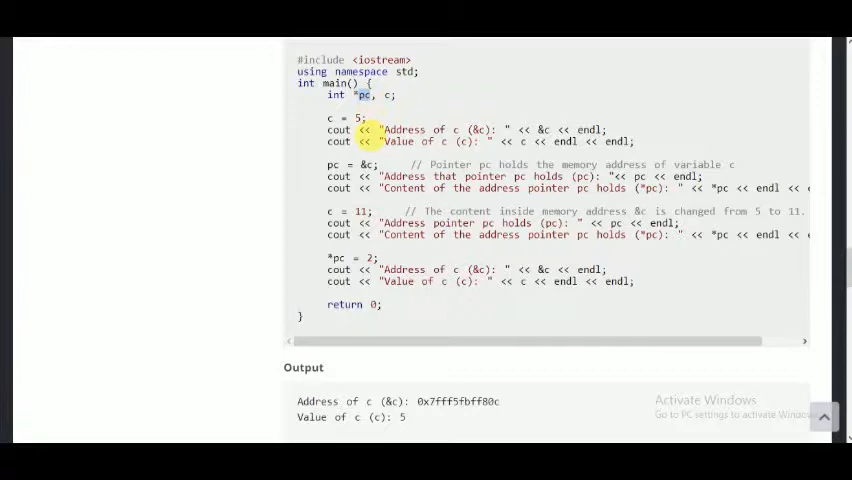 #include <iostream>
using namespace std;
int main() {
int *pc, c;
c = 5;
cout << "Address of c (&c): " << &c << endl;
cout << "Value of c (c): " << c << endl << endl;
pc = &c;    // Pointer pc holds the memory address of variable c
cout << "Address that pointer pc holds (pc): "<< pc << endl;
cout << "Content of the address pointer pc holds (*pc): " << *pc << endl << e
c = 11;    // The content inside memory address &c is changed from 5 to 11.
cout << "Address pointer pc holds (pc): " << pc << endl;
cout << "Content of the address pointer pc holds (*pc): " << *pc << endl << e
*pc = 2;
cout << "Address of c (&c): " << &c << endl;
cout << "Value of c (c): " << c << endl << endl;
return 0;
}
Output
Address of c (&c): 0x7fff5fbff80c
Value of c (c): 5
Activate Windows
Go to PC settings to activate Windows